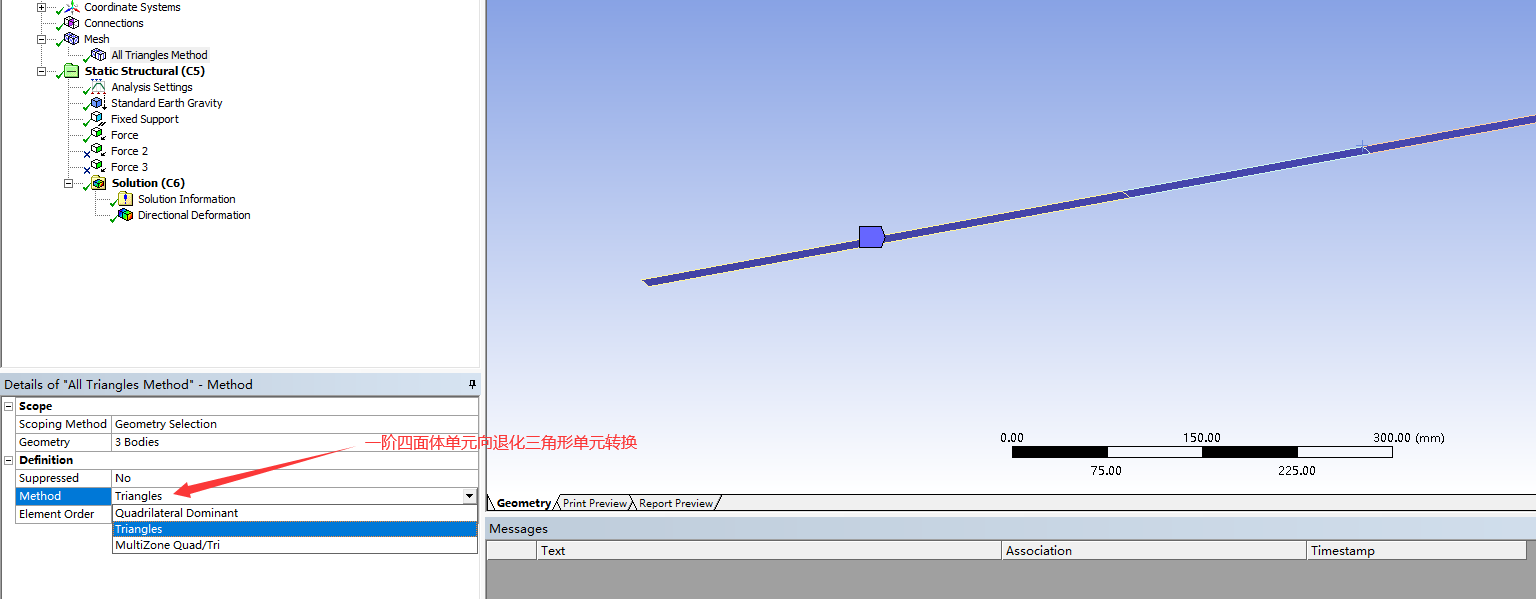 Coordinate Systems
Connections
Mesh
All Triangles Method
Static Structural (C5)
Analysis Settings
Standard Earth Gravity
Fixed Support
Force
Force 2
Force 3
Solution (C6)
Solution Information
Directional Deformation
Details of "All Triangles Method" - Method
Scope
Scoping Method Geometry Selection
Geometry 3 Bodies
Definition
Suppressed No
Method Triangles
Element Order
Quadrilateral Dominant
Triangles
MultiZone Quad/Tri
一阶四面体单元向退化三角形单元转换
0.00 150.00 300.00 (mm)
75.00 225.00
Geometry Print Preview Report Preview
Messages
Text Association Timestamp